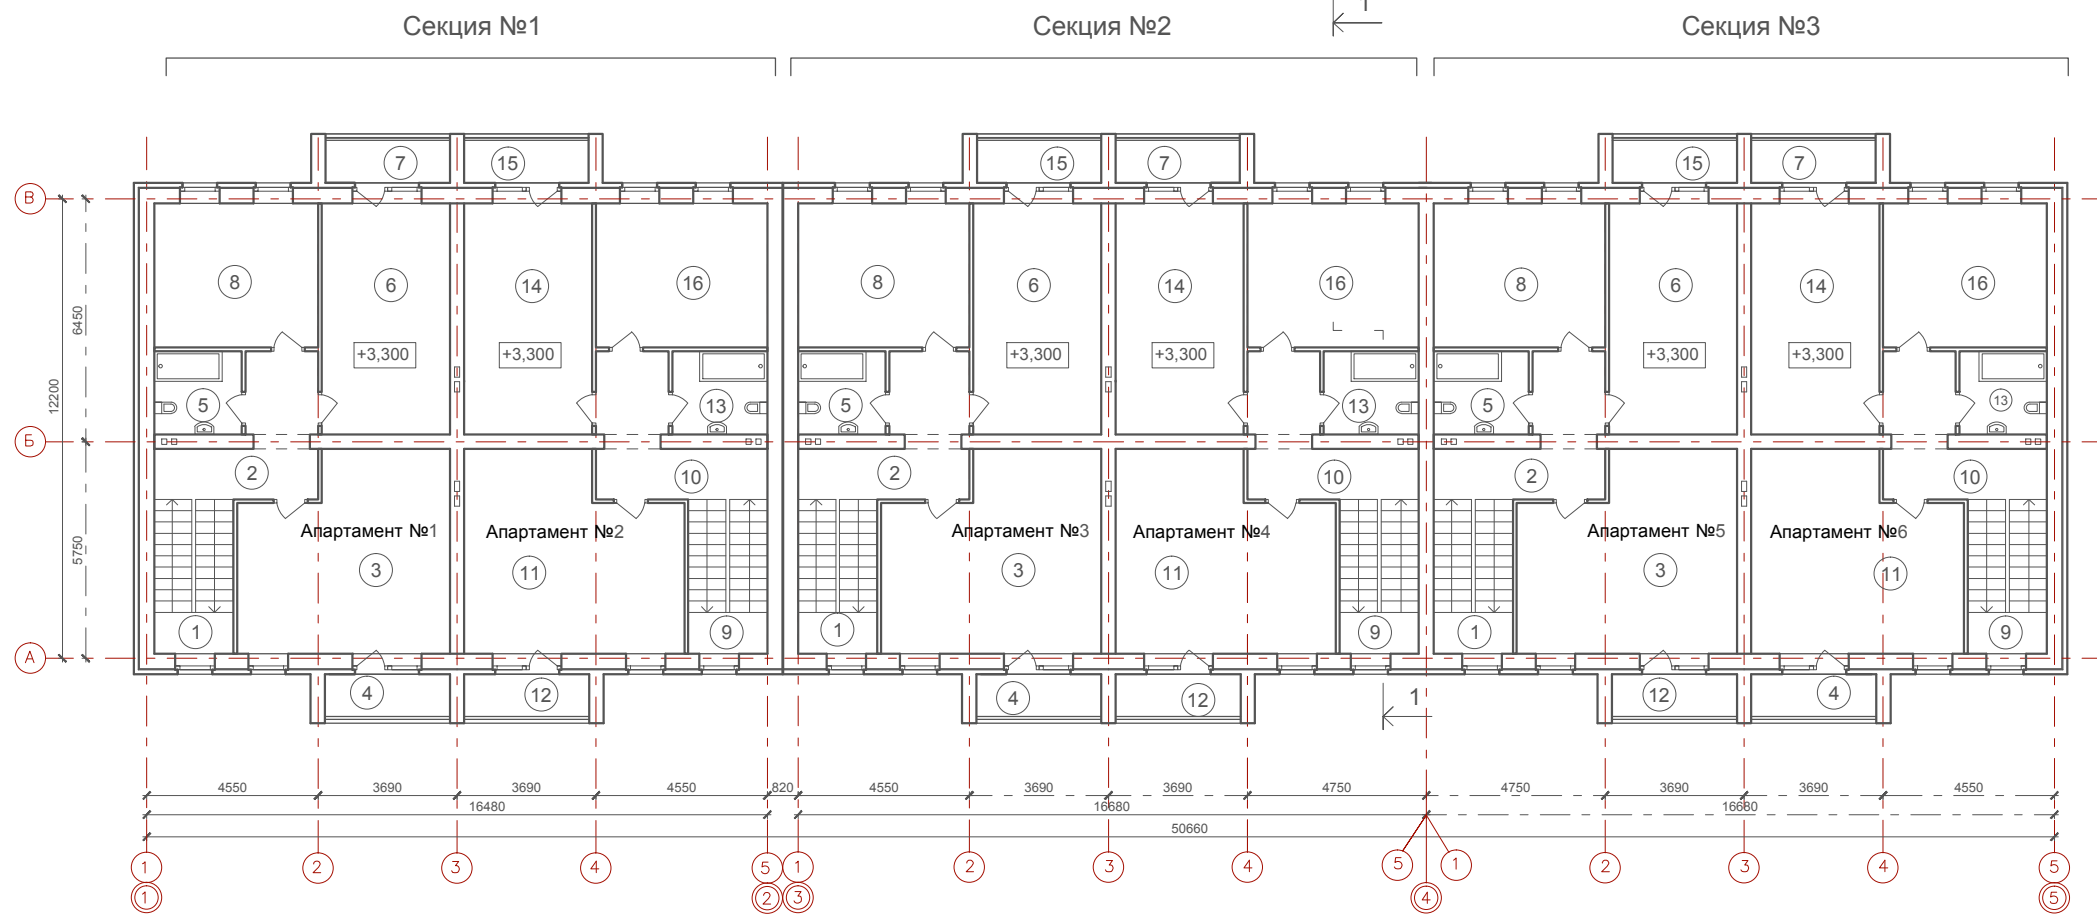 1
Секция №1 Секция №2 Секция №3
7 15 15 7 15 7
В
8 6 14 16 8 6 14 16 8 6 14 16
6450
+3,300 +3,300 +3,300 +3,300 +3,300 +3,300
12200
5 13 5 13 5 13
Б
2 10 2 10 2 10
Апартамент №1 Апартамент №2 Апартамент №3 Апартамент №4 Апартамент №5 Апартамент №6
5750
3 11 3 11 3 11
1 9 1 9 1 9
А
4 12 4 12 12 4
1
4550 3690 3690 4550 820 4550 3690 3690 4750 4750 3690 3690 4550
16480 16680 16680
50660
1 2 3 4 5 1 2 3 4 5 1 2 3 4 5
1 2 3 4 5